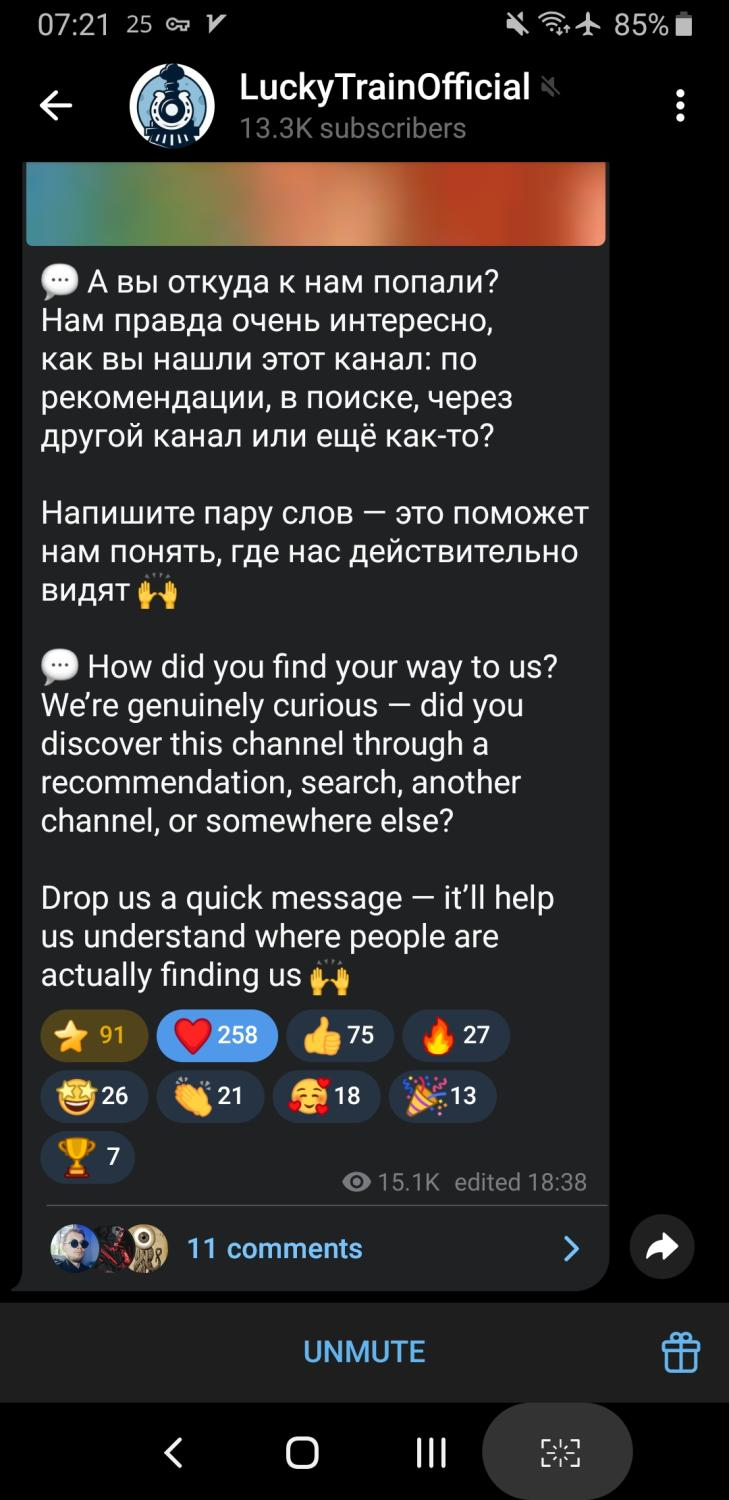 07:21 25 85%
LuckyTrainOfficial
13.3K subscribers
💬 А вы откуда к нам попали?
Нам правда очень интересно,
как вы нашли этот канал: по
рекомендации, в поиске, через
другой канал или ещё как-то?
Напишите пару слов — это поможет
нам понять, где нас действительно
видят 🙌
💬 How did you find your way to us?
We’re genuinely curious — did you
discover this channel through a
recommendation, search, another
channel, or somewhere else?
Drop us a quick message — it’ll help
us understand where people are
actually finding us 🙌
⭐ 91 ❤️ 258 👍 75 🔥 27
🤩 26 👏 21 🥰 18 🎉 13
🏆 7
15.1K edited 18:38
11 comments
UNMUTE